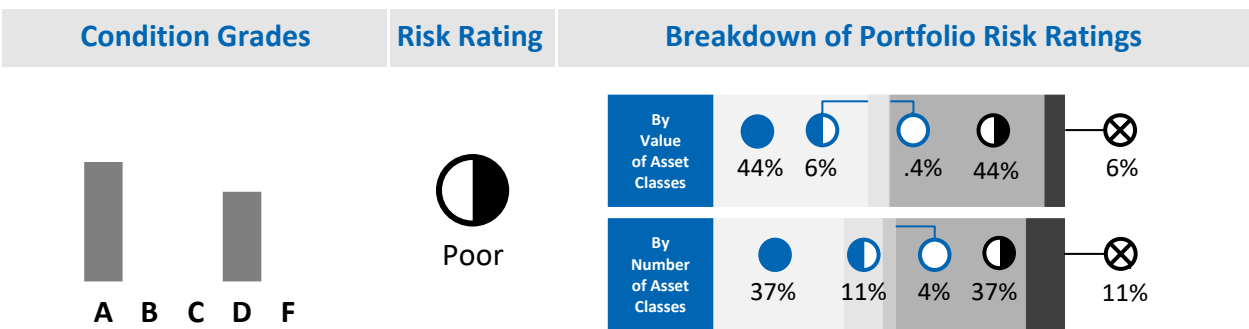 Condition Grades Risk Rating Breakdown of Portfolio Risk Ratings
By
Value
of Asset
Classes
44% 6% .4% 44% 6%
Poor
By
Number
of Asset
Classes
37% 11% 4% 37% 11%
A B C D F